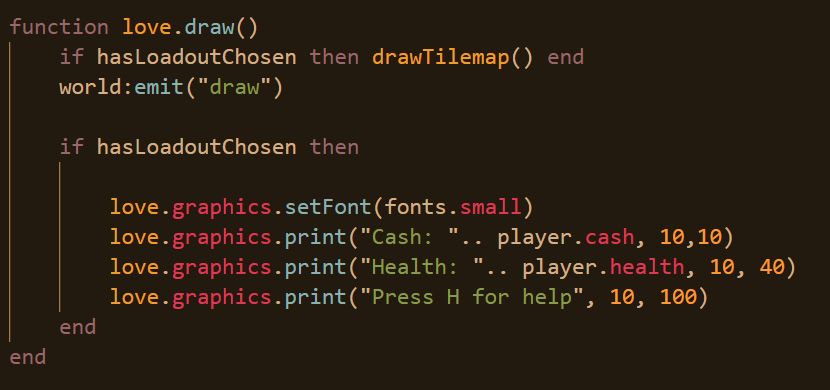 function love.draw()
    if hasLoadoutChosen then drawTilemap() end
    world:emit("draw")

    if hasLoadoutChosen then

        love.graphics.setFont(fonts.small)
        love.graphics.print("Cash: ".. player.cash, 10,10)
        love.graphics.print("Health: ".. player.health, 10, 40)
        love.graphics.print("Press H for help", 10, 100)
    end
end